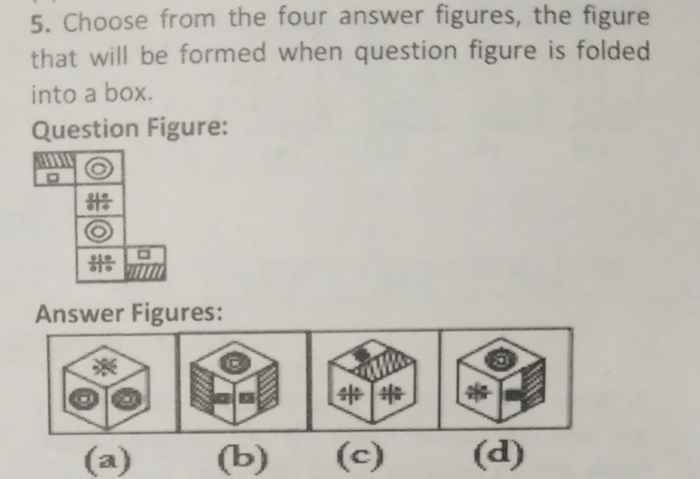 5. Choose from the four answer figures, the figure
that will be formed when question figure is folded
into a box.
Question Figure:
Answer Figures:
(a) (b) (c) (d)